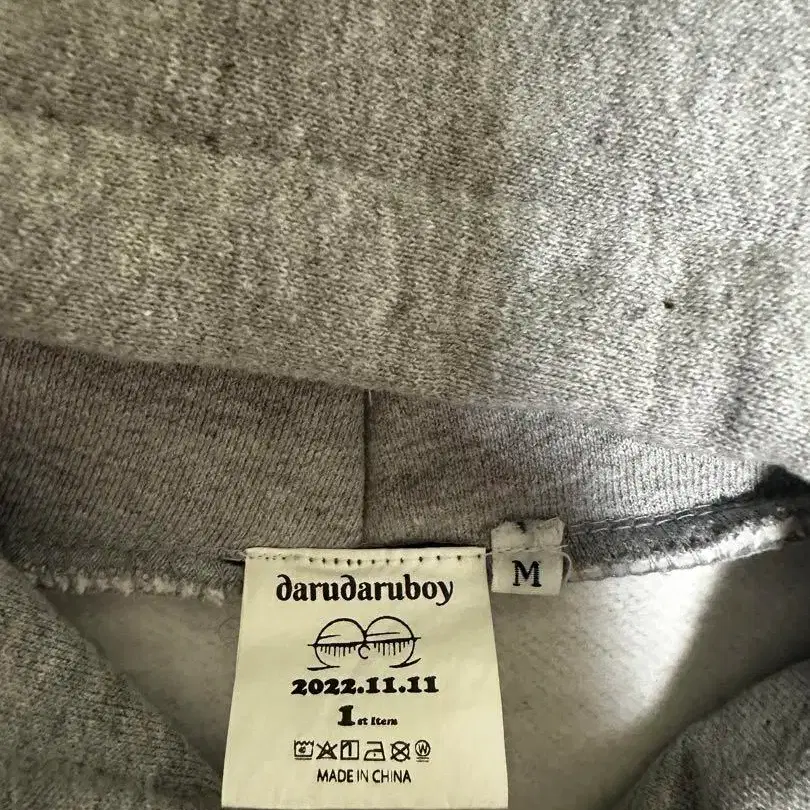 darudaruboy
M
2022.11.11
1st Item
MADE IN CHINA